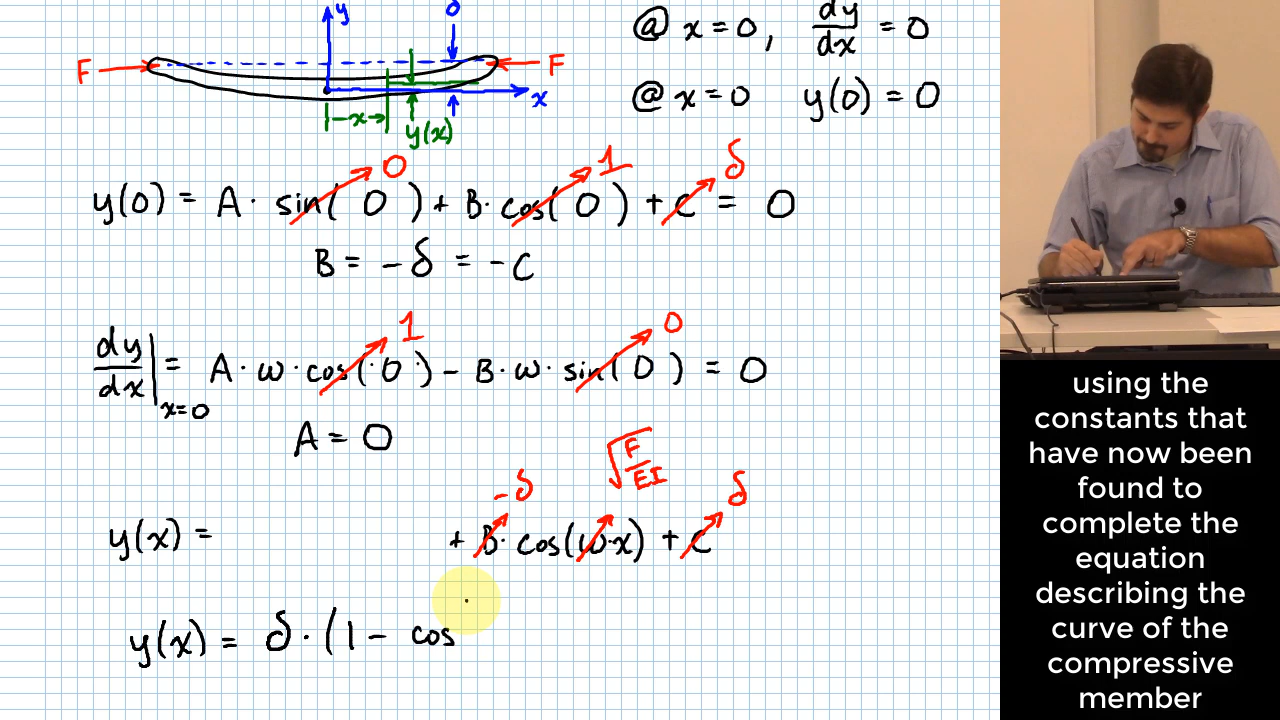 y δ
@ x = 0, dy/dx = 0
F F
x
@ x = 0 y(0) = 0
x
y(x)
0 1 δ
y(0) = A · sin( 0 ) + B · cos( 0 ) + C = 0
B = -δ = -C
1 0
dy/dx |x=0 = A · ω · cos( 0 ) - B · ω · sin( 0 ) = 0
A = 0
√F/EI
-δ δ
y(x) = + B · cos(ω·x) + C
y(x) = δ · (1 - cos
using the
constants that
have now been
found to
complete the
equation
describing the
curve of the
compressive
member